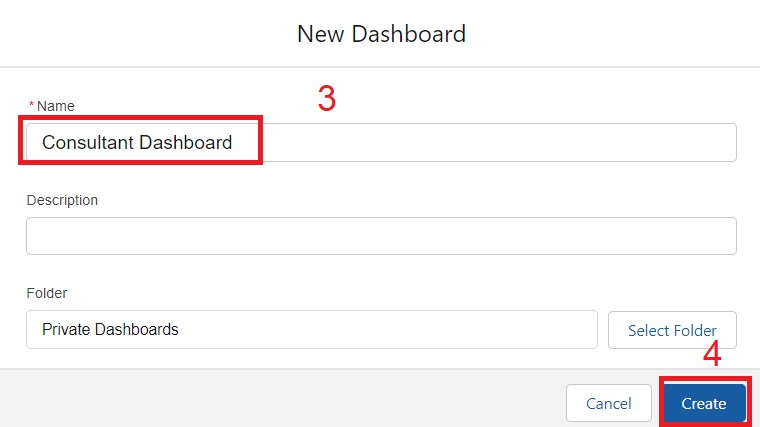 New Dashboard
3
* Name
Consultant Dashboard
Description
Folder
Private Dashboards
Select Folder
4
Cancel
Create